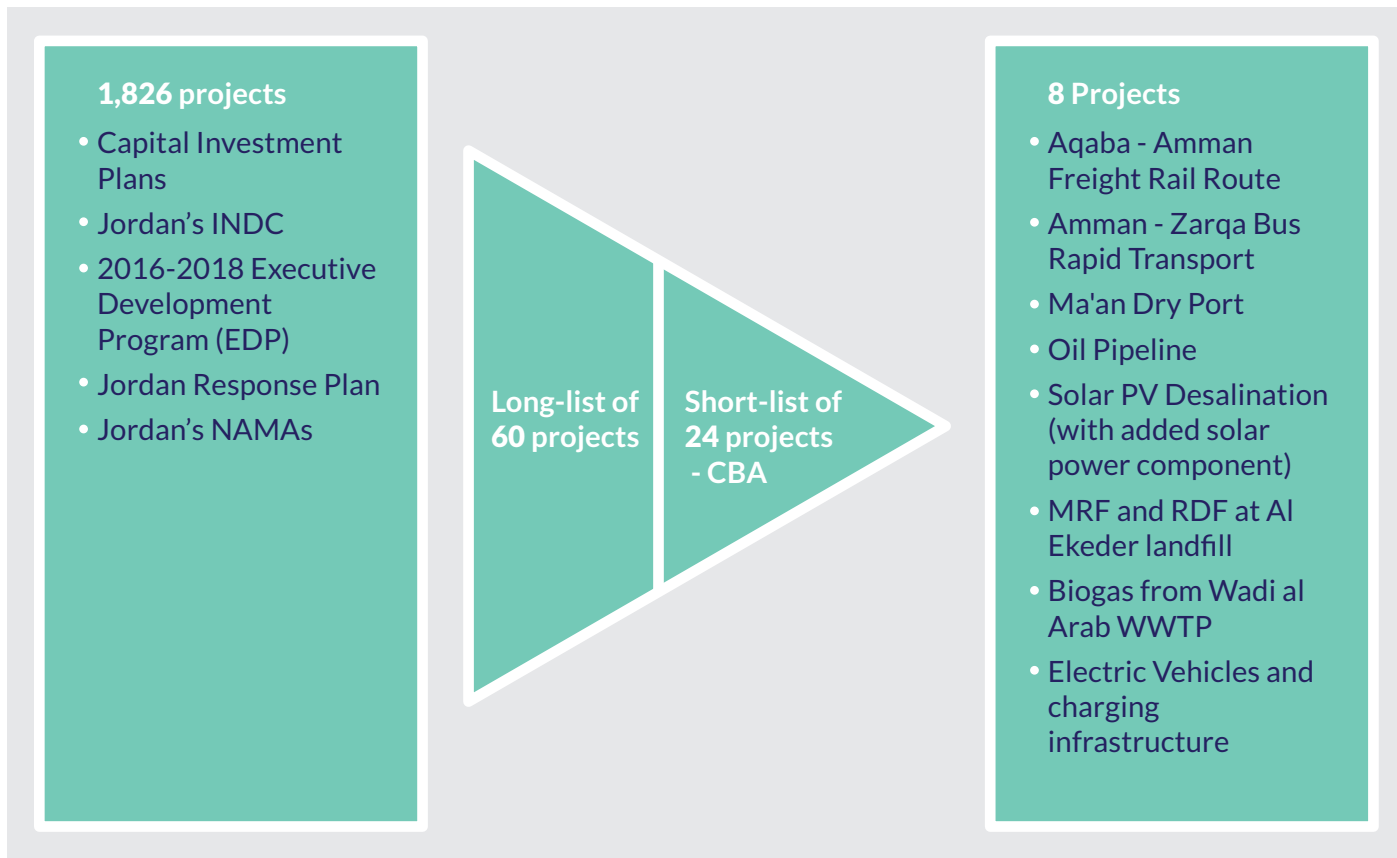 1,826 projects
• Capital Investment
Plans
• Jordan’s INDC
• 2016-2018 Executive
Development
Program (EDP)
• Jordan Response Plan
• Jordan’s NAMAs
Long-list of
60 projects
Short-list of
24 projects
- CBA
8 Projects
• Aqaba - Amman
Freight Rail Route
• Amman - Zarqa Bus
Rapid Transport
• Ma'an Dry Port
• Oil Pipeline
• Solar PV Desalination
(with added solar
power component)
• MRF and RDF at Al
Ekeder landfill
• Biogas from Wadi al
Arab WWTP
• Electric Vehicles and
charging
infrastructure